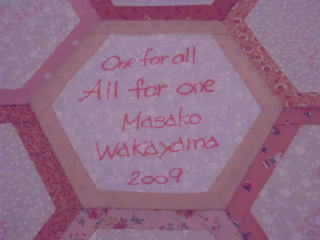 One for all
All for one
Masako
Wakayama
2009